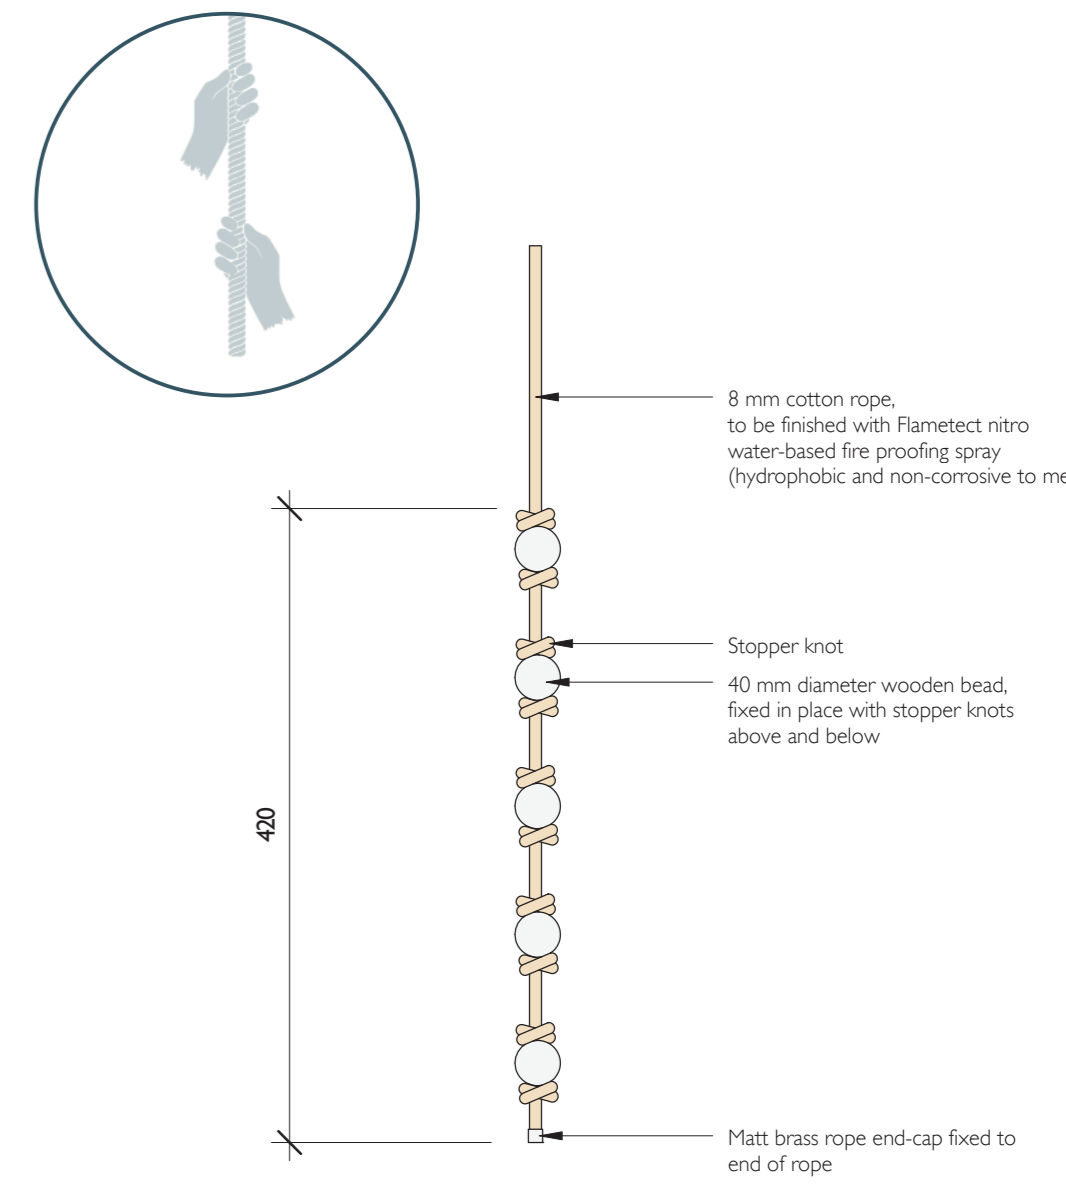 8 mm cotton rope,
to be finished with Flametect nitro
water-based fire proofing spray
(hydrophobic and non-corrosive to
Stopper knot
40 mm diameter wooden bead,
fixed in place with stopper knots
above and below
420
Matt brass rope end-cap fixed to
end of rope